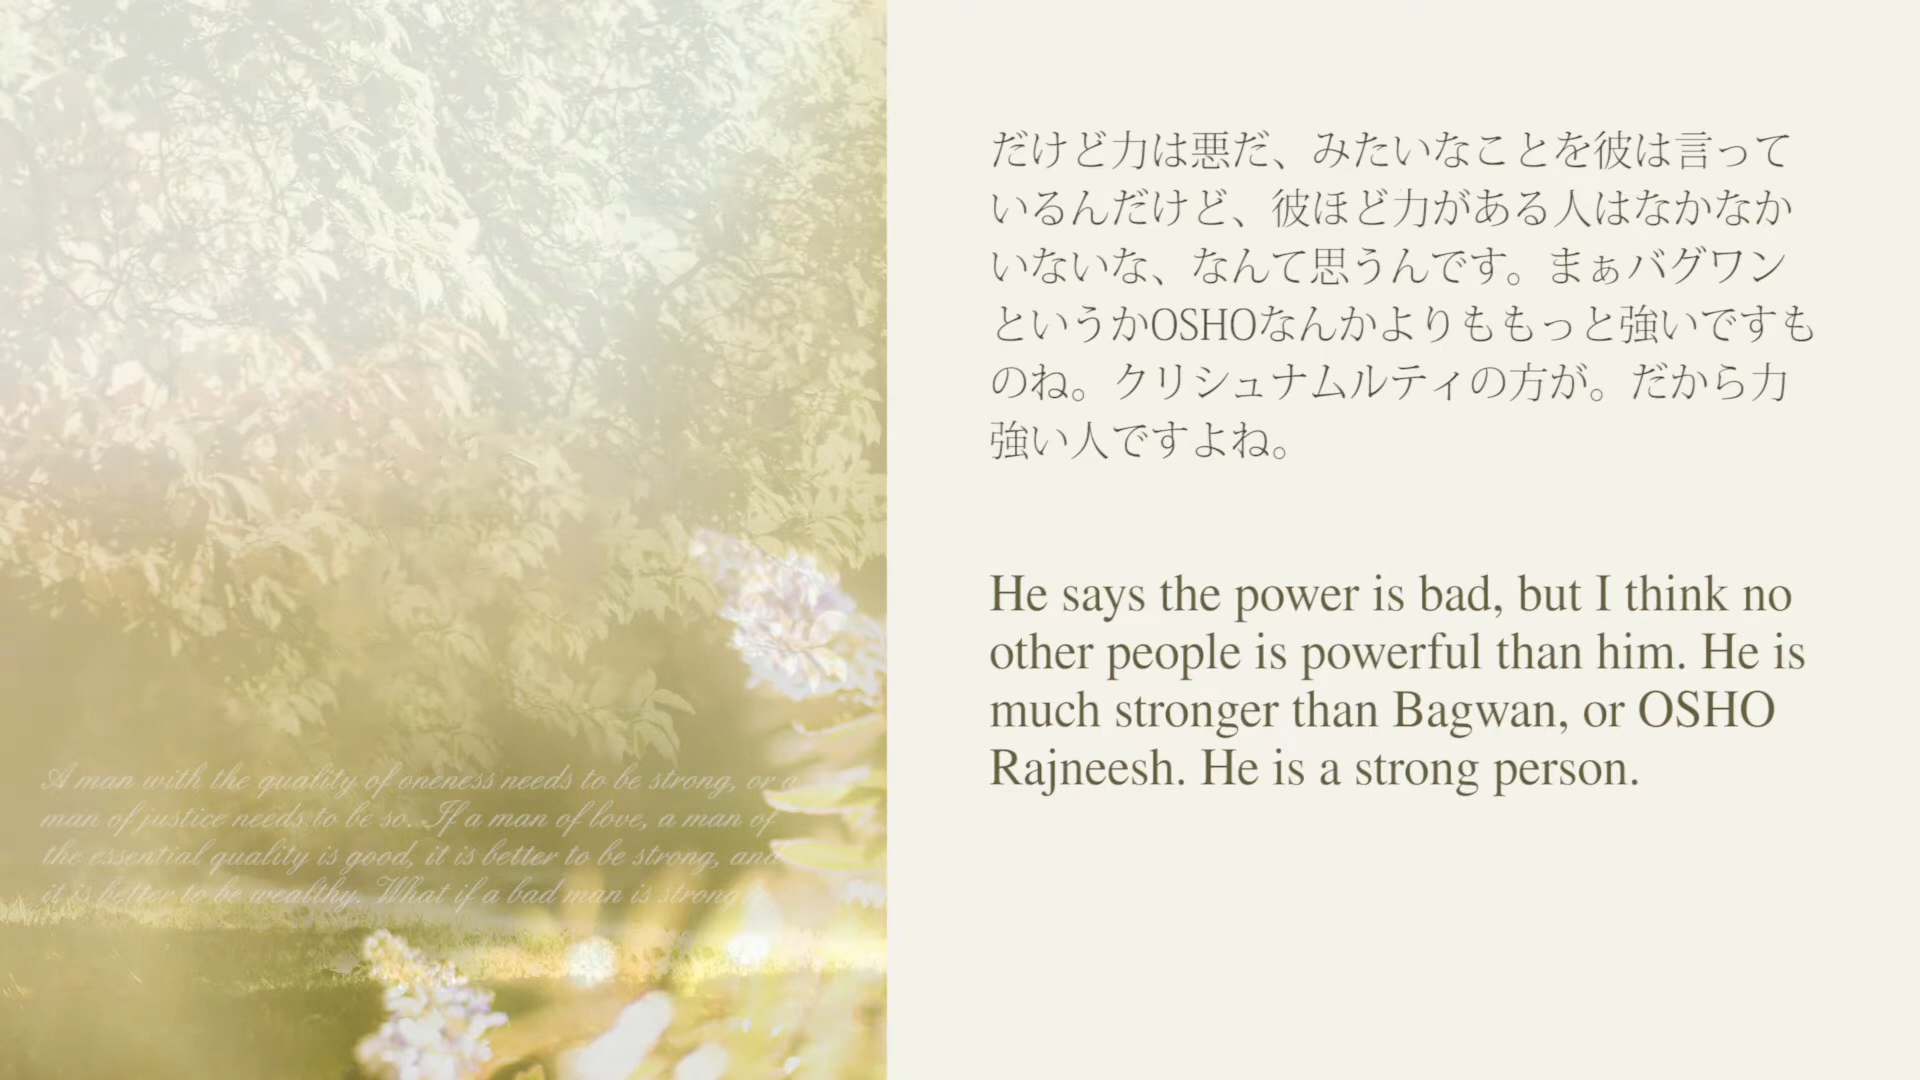 だけど力は悪だ、みたいなことを彼は言って
いるんだけど、彼ほど力がある人はなかなか
いないな、なんて思うんです。まぁバグワン
というかOSHOなんかよりももっと強いですも
のね。クリシュナムルティの方が。だから力
強い人ですよね。
He says the power is bad, but I think no
other people is powerful than him. He is
much stronger than Bagwan, or OSHO
Rajneesh. He is a strong person.
A man with the quality of oneness needs to be strong, or a
man of justice needs to be so. If a man of love, a man of
the essential quality is good, it is better to be strong, and
it is better to be wealthy. What if a bad man is strong